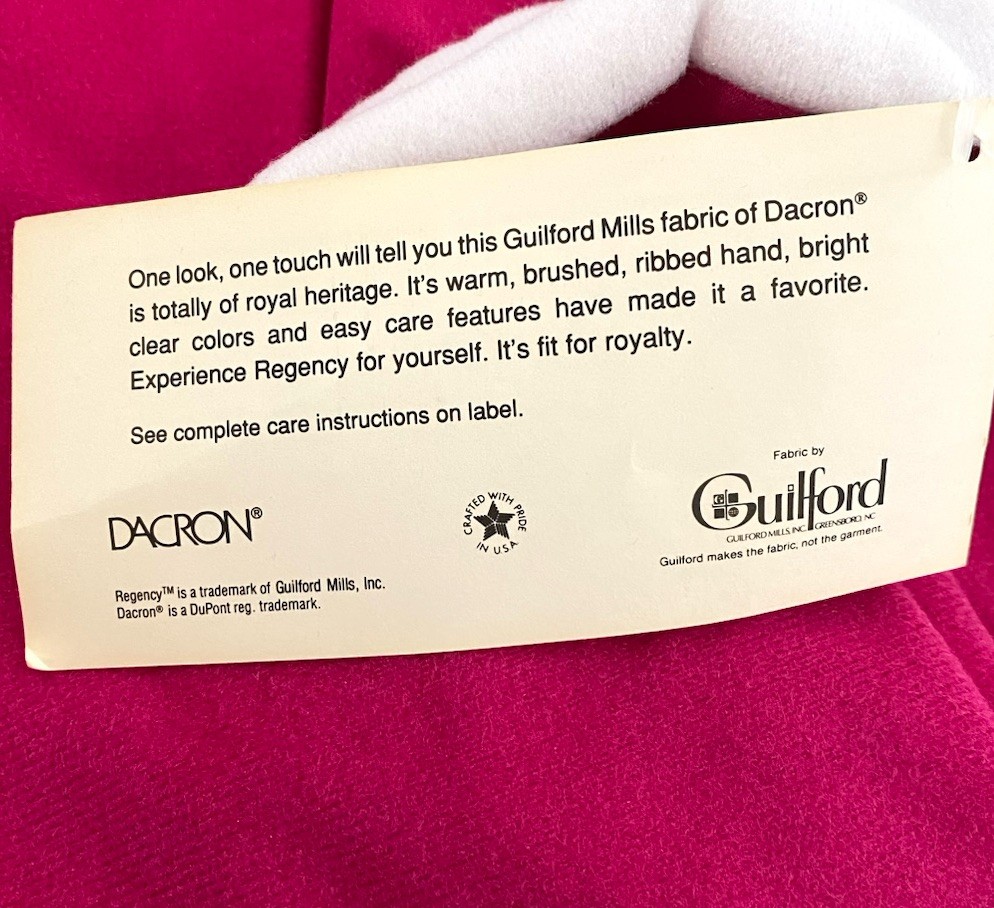 One look, one touch will tell you this Guilford Mills fabric of Dacron®
is totally of royal heritage. It's warm, brushed, ribbed hand, bright
clear colors and easy care features have made it a favorite.
Experience Regency for yourself. It's fit for royalty.
See complete care instructions on label.
DACRON®
CRAFTED WITH PRIDE
IN U.S.A.
Fabric by
Guilford
GUILFORD MILLS, INC. GREENSBORO, NC
Guilford makes the fabric, not the garment.
Regency™ is a trademark of Guilford Mills, Inc.
Dacron® is a DuPont reg. trademark.